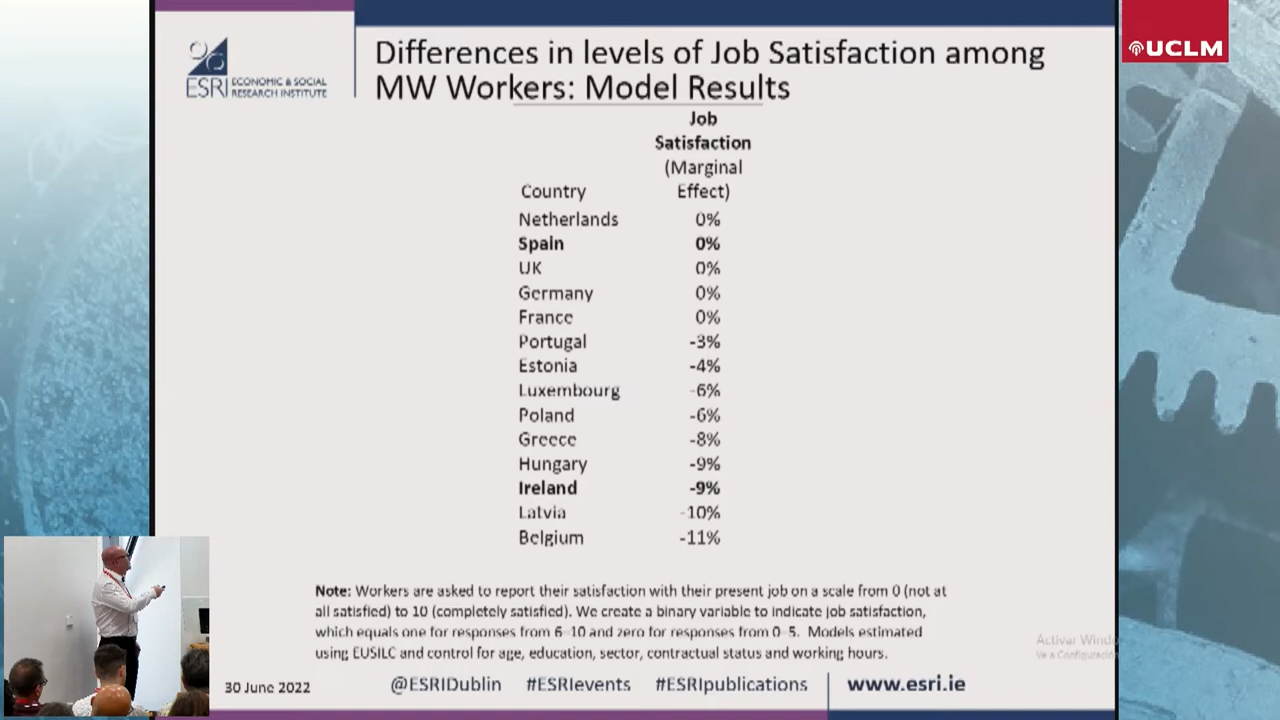 UCLM
ESRI
ECONOMIC & SOCIAL
RESEARCH INSTITUTE
Differences in levels of Job Satisfaction among
MW Workers: Model Results
Job
Satisfaction
(Marginal
Country Effect)
Netherlands 0%
Spain 0%
UK 0%
Germany 0%
France 0%
Portugal -3%
Estonia -4%
Luxembourg -6%
Poland -6%
Greece -8%
Hungary -9%
Ireland -9%
Latvia -10%
Belgium -11%
Note: Workers are asked to report their satisfaction with their present job on a scale from 0 (not at
all satisfied) to 10 (completely satisfied). We create a binary variable to indicate job satisfaction,
which equals one for responses from 6–10 and zero for responses from 0–5. Models estimated
using EUSILC and control for age, education, sector, contractual status and working hours.
Activar Windo
Ve a Configuración
30 June 2022 @ESRIDublin #ESRIevents #ESRIpublications www.esri.ie